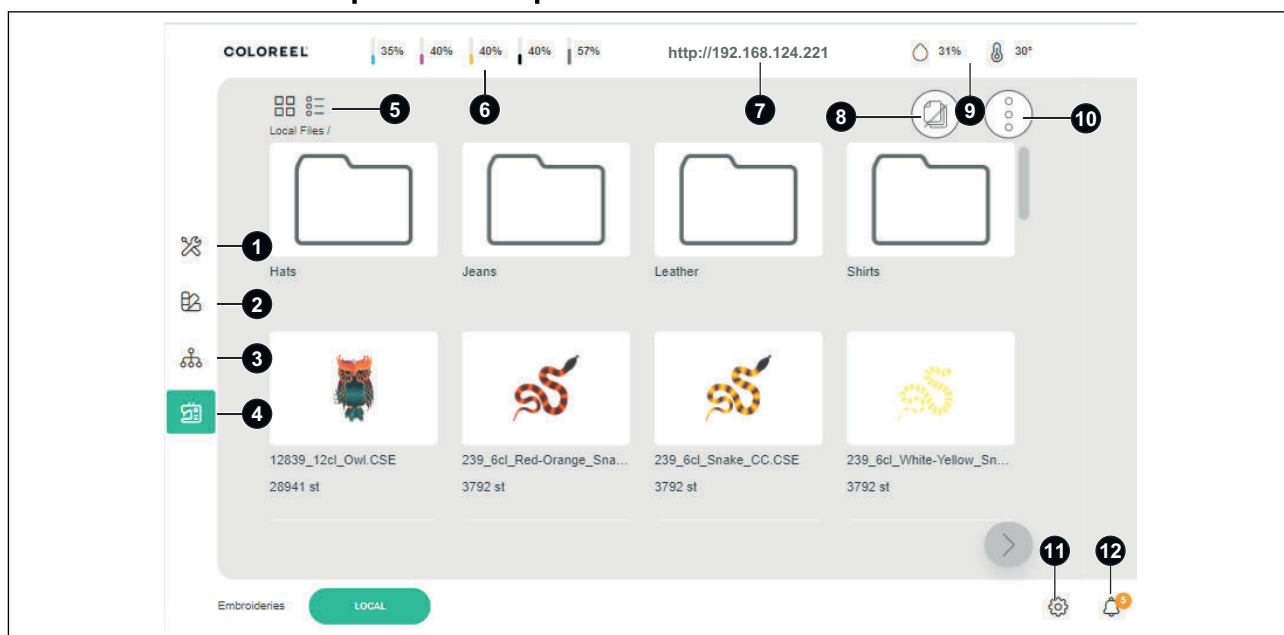 COLOREEL 35% 40% 40% 40% 57% http://192.168.124.221 31% 30°
5 6 7 8 9 10
Local Files /
1
Hats Jeans Leather Shirts
2
3
4
12839_12cl_Owl.CSE 239_6cl_Red-Orange_Sna... 239_6cl_Snake_CC.CSE 239_6cl_White-Yellow_Sn...
28941 st 3792 st 3792 st 3792 st
11 12
Embroideries LOCAL 5